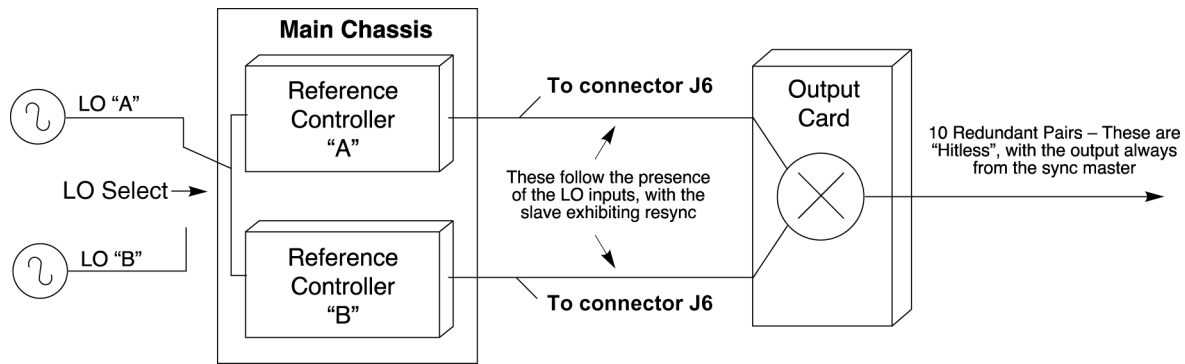 Main Chassis
LO “A”
Reference
Controller
“A”
To connector J6
Output
Card
10 Redundant Pairs – These are
“Hitless”, with the output always
from the sync master
LO Select
These follow the presence
of the LO inputs, with the
slave exhibiting resync
LO “B”
Reference
Controller
“B”
To connector J6